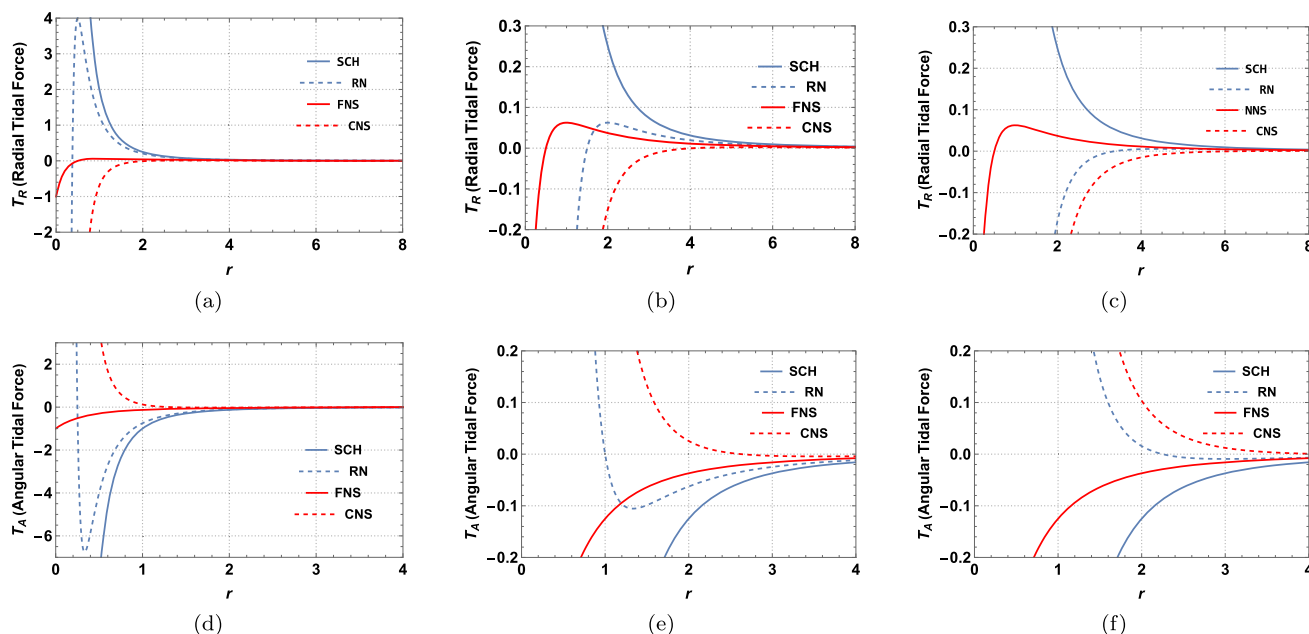 T_R (Radial Tidal Force)
4
3
2
1
0
−1
−2
0
2
4
6
8
r
SCH
RN
FNS
CNS
(a)
T_R (Radial Tidal Force)
0.3
0.2
0.1
0.0
−0.1
−0.2
0
2
4
6
8
r
SCH
RN
FNS
CNS
(b)
T_R (Radial Tidal Force)
0.3
0.2
0.1
0.0
−0.1
−0.2
0
2
4
6
8
r
SCH
RN
NNS
CNS
(c)
T_A (Angular Tidal Force)
2
0
−2
−4
−6
0
1
2
3
4
r
SCH
RN
FNS
CNS
(d)
T_A (Angular Tidal Force)
0.2
0.1
0.0
−0.1
−0.2
0
1
2
3
4
r
SCH
RN
FNS
CNS
(e)
T_A (Angular Tidal Force)
0.2
0.1
0.0
−0.1
−0.2
0
1
2
3
4
r
SCH
RN
FNS
CNS
(f)